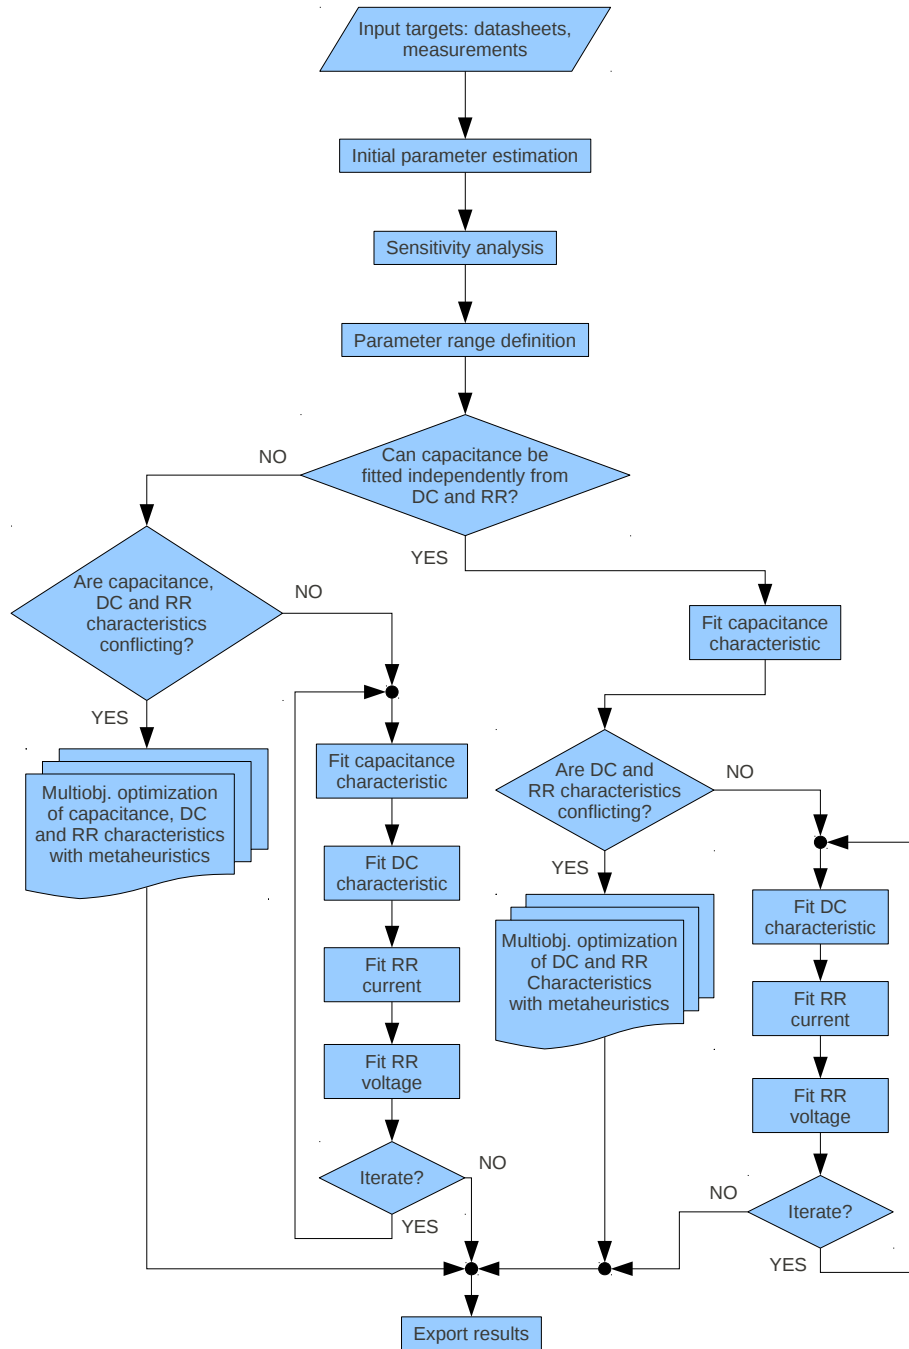 Input targets: datasheets,
measurements
Initial parameter estimation
Sensitivity analysis
Parameter range definition
Can capacitance be
fitted independently from
DC and RR?
NO
YES
Are capacitance,
DC and RR
characteristics
conflicting?
NO
YES
Multiobj. optimization
of capacitance, DC
and RR characteristics
with metaheuristics
Fit capacitance
characteristic
Fit DC
characteristic
Fit RR
current
Fit RR
voltage
Iterate?
NO
YES
Fit capacitance
characteristic
Are DC and
RR characteristics
conflicting?
NO
YES
Multiobj. optimization
of DC and RR
Characteristics
with metaheuristics
Fit DC
characteristic
Fit RR
current
Fit RR
voltage
Iterate?
NO
YES
Export results